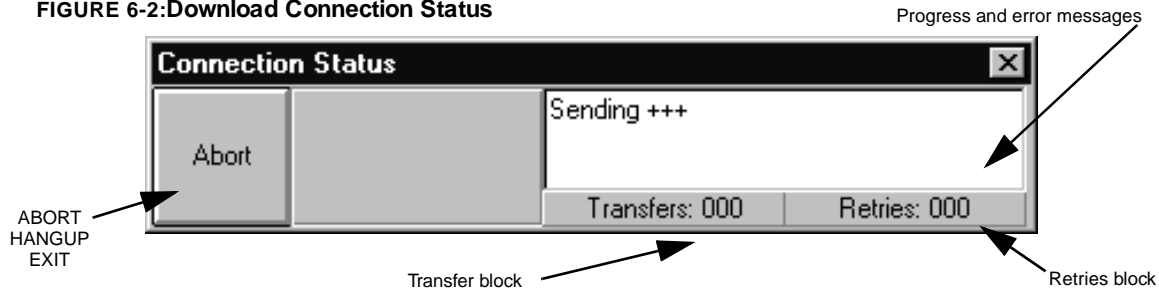 FIGURE 6-2:Download Connection Status
Progress and error messages
Connection Status
Sending +++
Abort
Transfers: 000
Retries: 000
ABORT
HANGUP
EXIT
Transfer block
Retries block